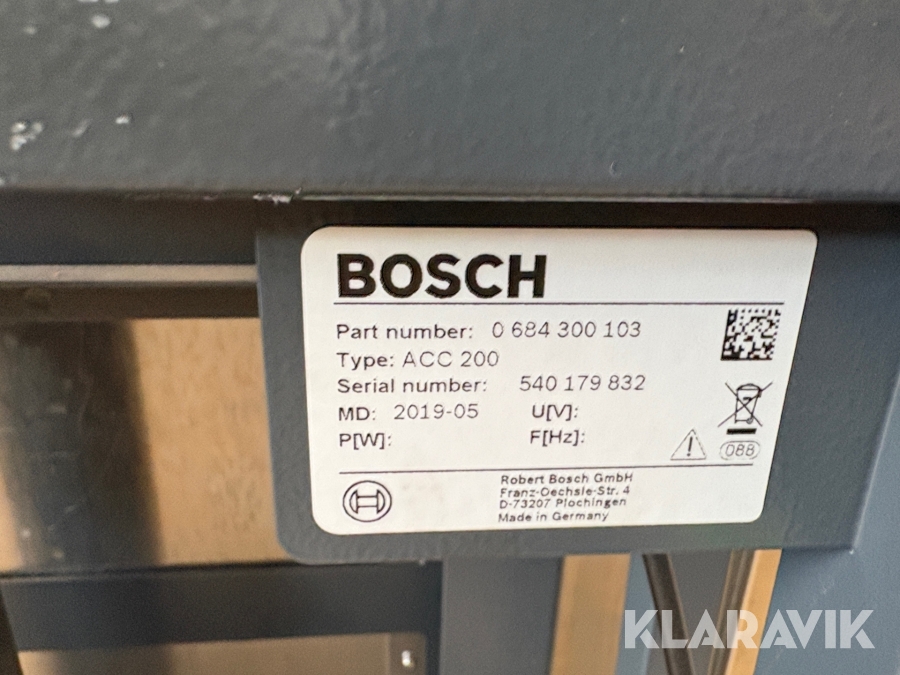 BOSCH
Part number: 0 684 300 103
Type: ACC 200
Serial number: 540 179 832
MD: 2019-05 U[V]:
P[W]: F[Hz]:
088
Robert Bosch GmbH
Franz-Oechsle-Str. 4
D-73207 Plochingen
Made in Germany
KLARAVIK